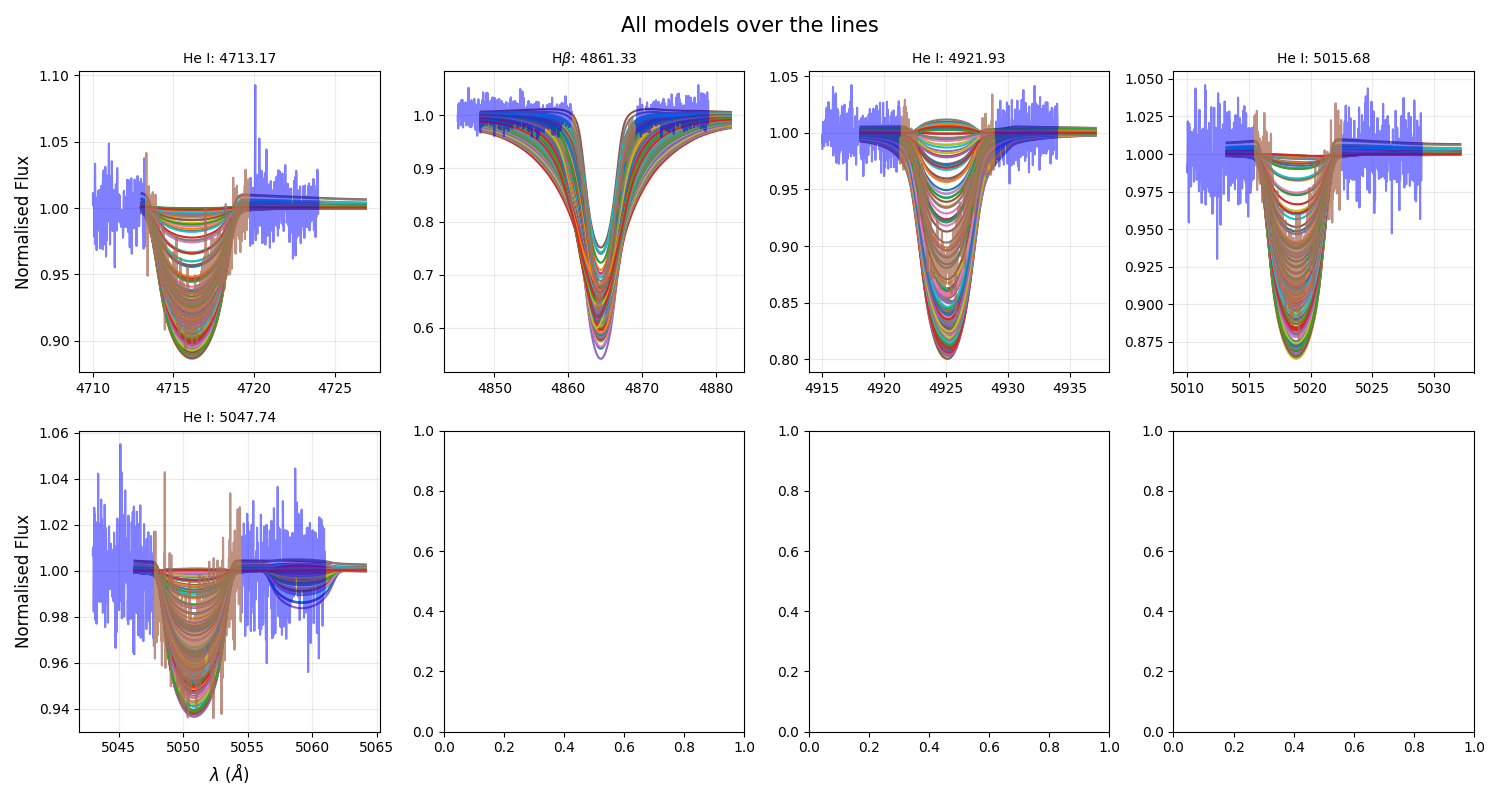 All models over the lines
He I: 4713.17
Hβ: 4861.33
He I: 4921.93
He I: 5015.68
Normalised Flux
1.10
1.05
1.00
0.95
0.90
4710 4715 4720 4725
1.0
0.9
0.8
0.7
0.6
4850 4860 4870 4880
1.05
1.00
0.95
0.90
0.85
0.80
4915 4920 4925 4930 4935
1.050
1.025
1.000
0.975
0.950
0.925
0.900
0.875
5010 5015 5020 5025 5030
He I: 5047.74
Normalised Flux
1.06
1.04
1.02
1.00
0.98
0.96
0.94
5045 5050 5055 5060 5065
λ (Å)
1.0
0.8
0.6
0.4
0.2
0.0
0.0 0.2 0.4 0.6 0.8 1.0
1.0
0.8
0.6
0.4
0.2
0.0
0.0 0.2 0.4 0.6 0.8 1.0
1.0
0.8
0.6
0.4
0.2
0.0
0.0 0.2 0.4 0.6 0.8 1.0